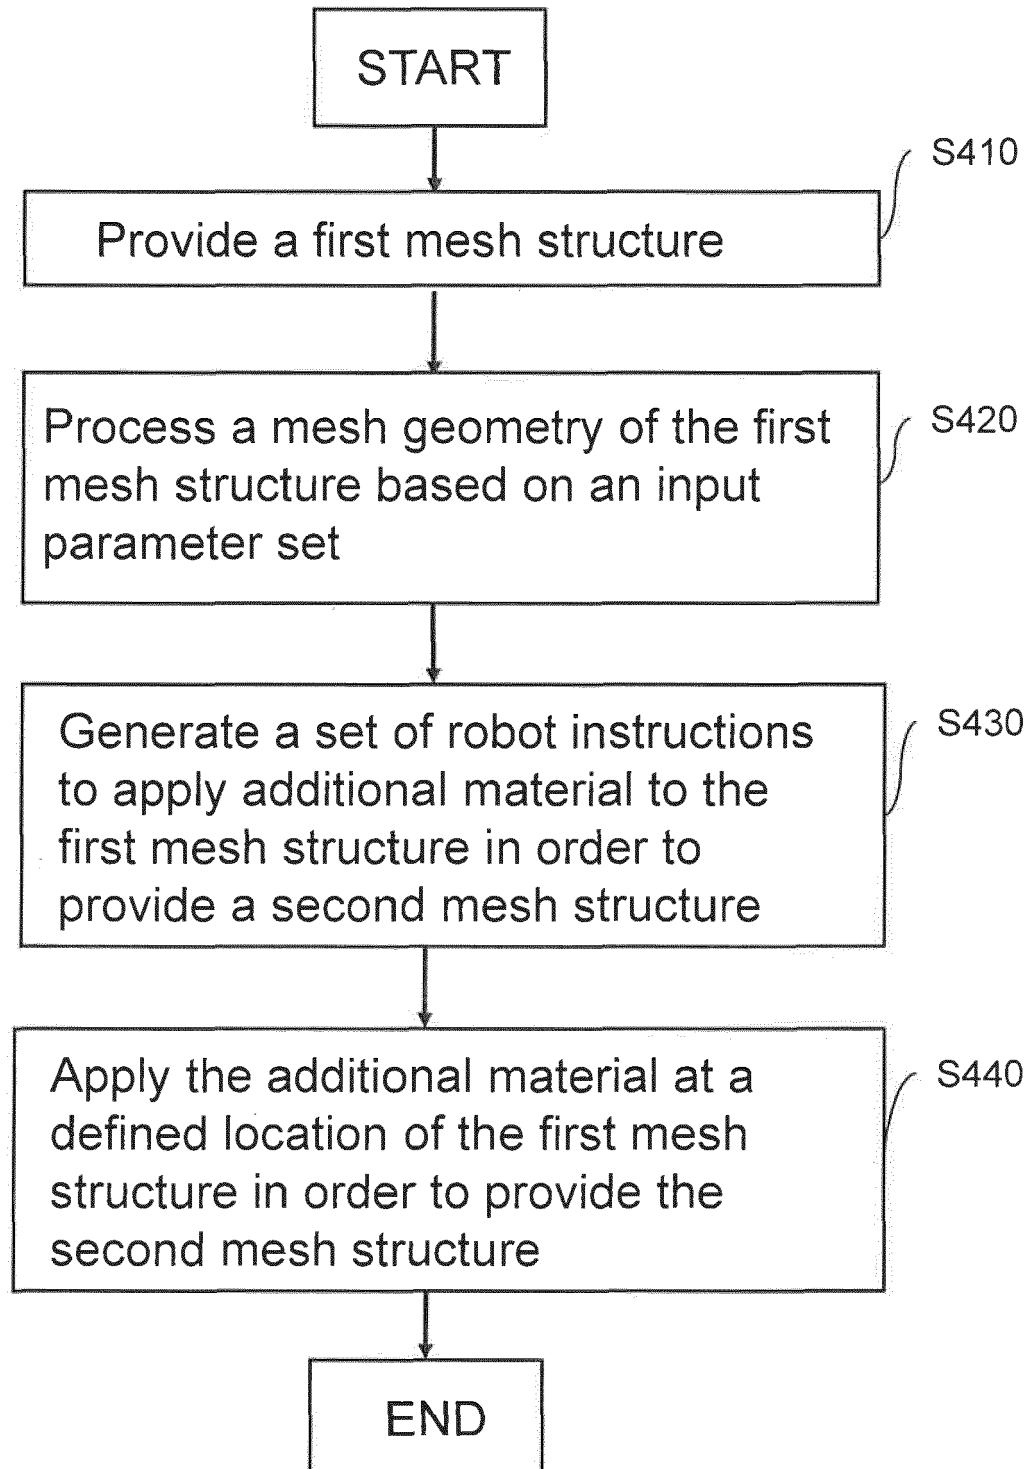 START
S410
Provide a first mesh structure
S420
Process a mesh geometry of the first
mesh structure based on an input
parameter set
S430
Generate a set of robot instructions
to apply additional material to the
first mesh structure in order to
provide a second mesh structure
S440
Apply the additional material at a
defined location of the first mesh
structure in order to provide the
second mesh structure
END